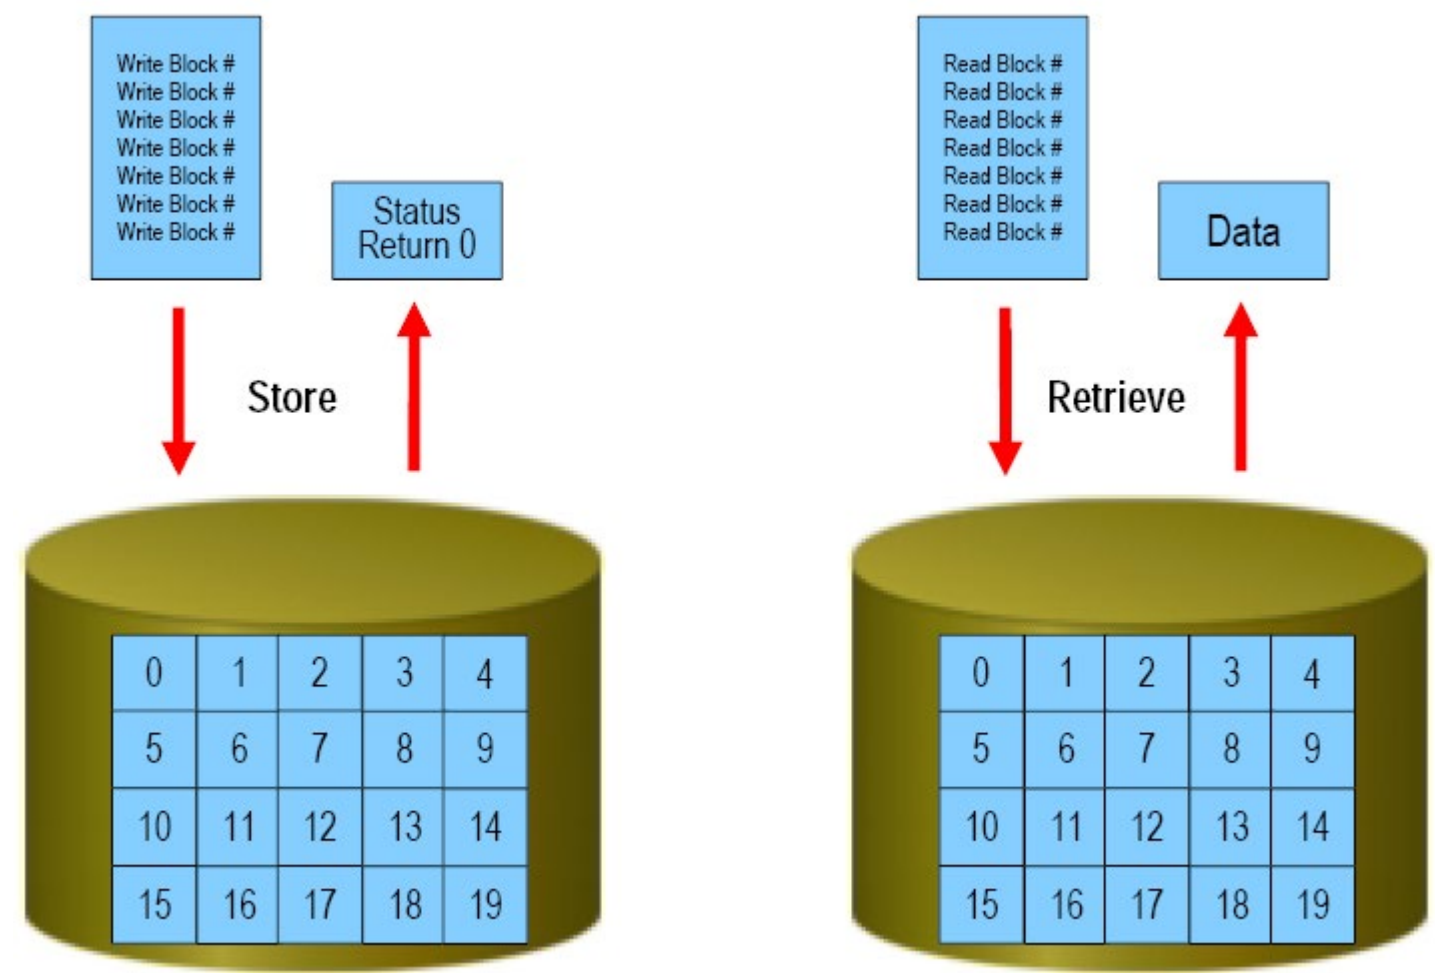 Write Block #
Write Block #
Write Block #
Write Block #
Write Block #
Write Block #
Write Block #
Status
Return 0
Store
0 1 2 3 4
5 6 7 8 9
10 11 12 13 14
15 16 17 18 19
Read Block #
Read Block #
Read Block #
Read Block #
Read Block #
Read Block #
Read Block #
Data
Retrieve
0 1 2 3 4
5 6 7 8 9
10 11 12 13 14
15 16 17 18 19